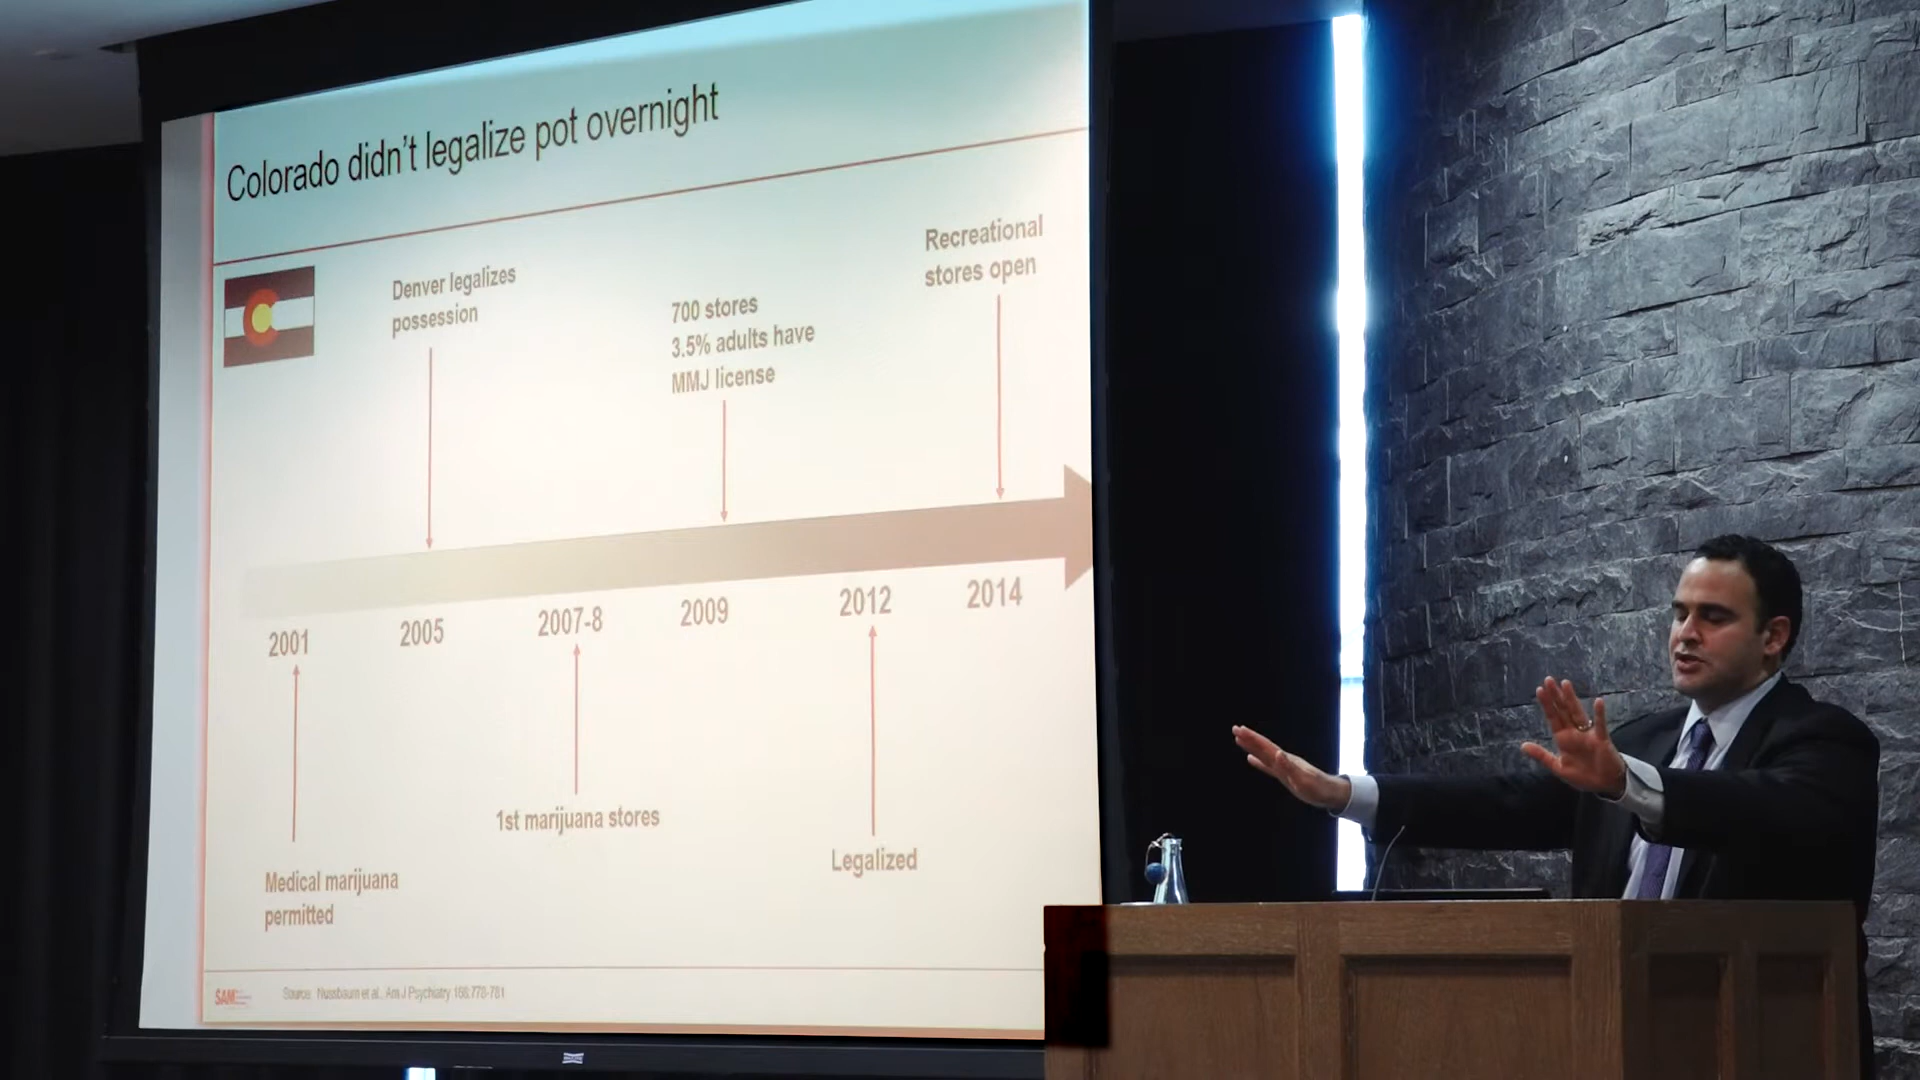 Colorado didn't legalize pot overnight
Denver legalizes
possession
700 stores
3.5% adults have
MMJ license
Recreational
stores open
2001
2005
2007-8
2009
2012
2014
Medical marijuana
permitted
1st marijuana stores
Legalized
SAM
Source: Nussbaum et al., Am J Psychiatry 168:778-781